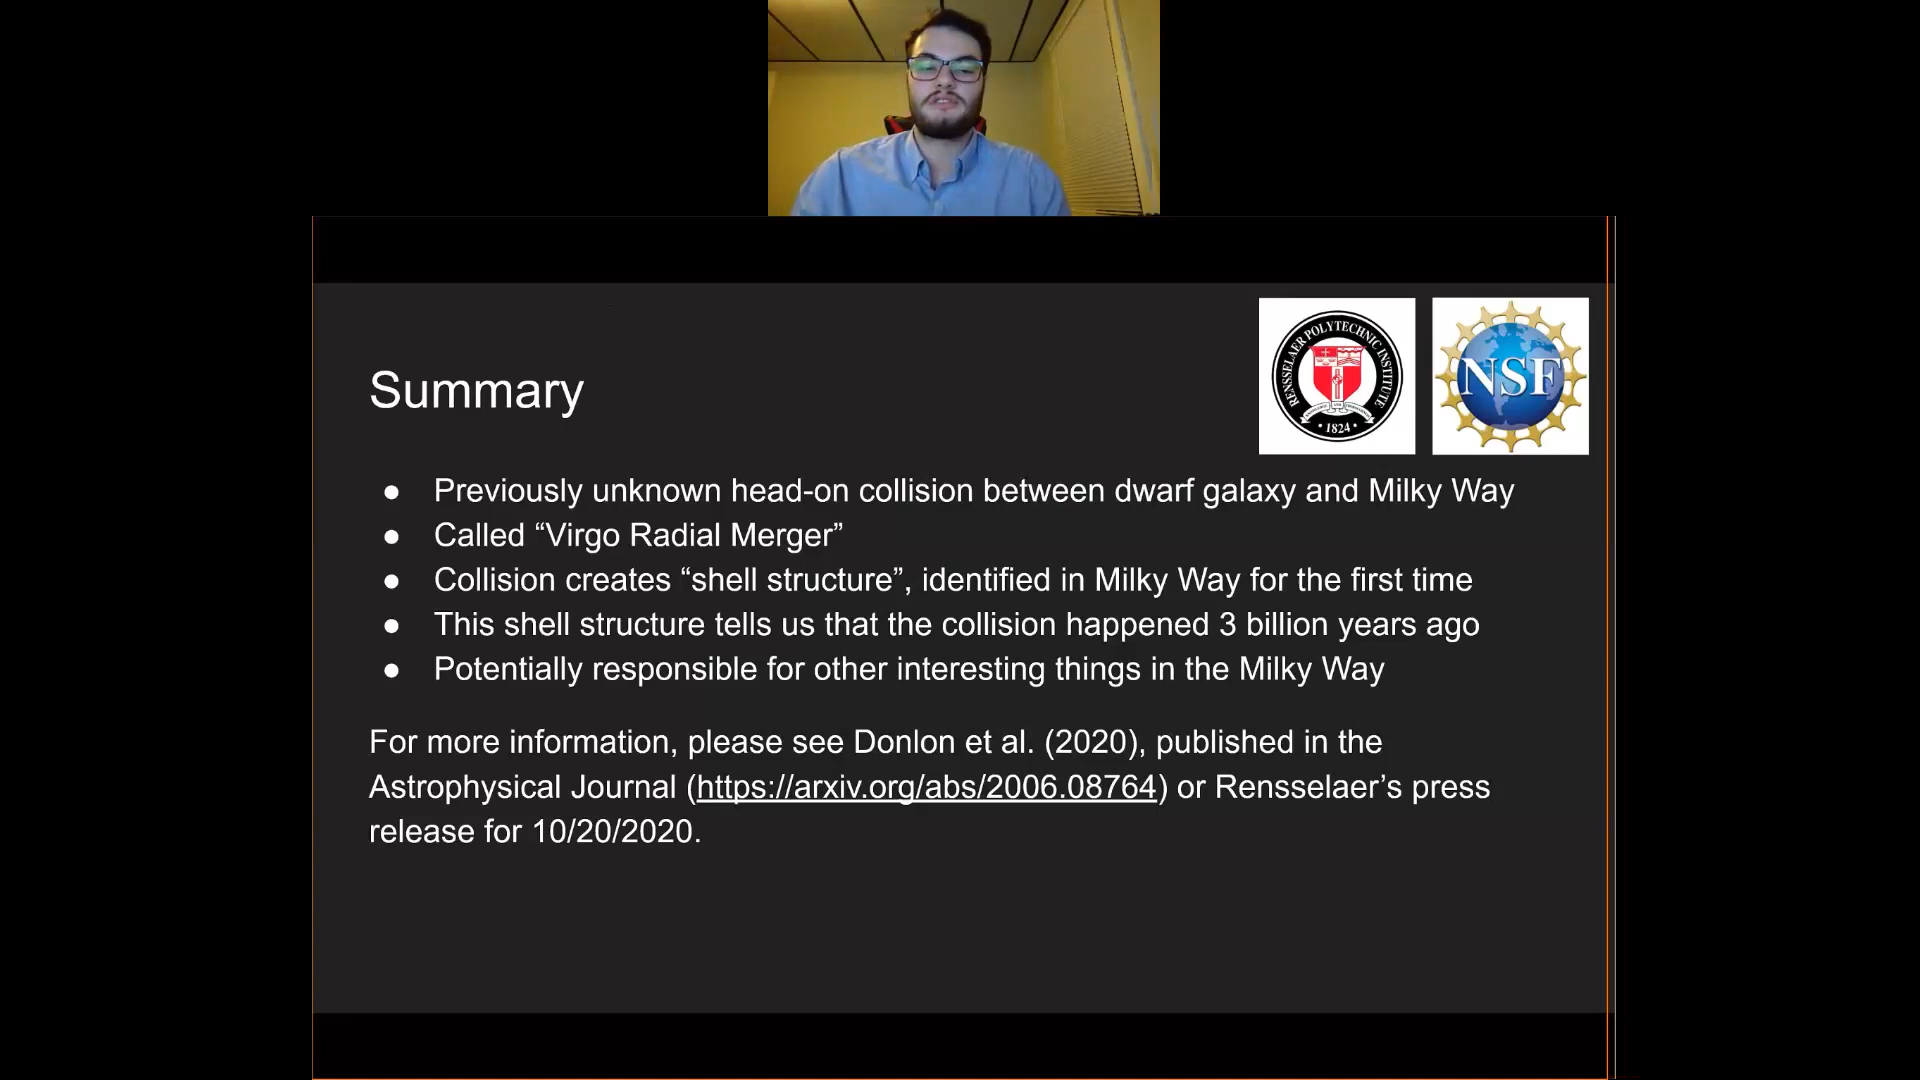 RENSSELAER POLYTECHNIC INSTITUTE
• 1824 •
NSF
Summary
● Previously unknown head-on collision between dwarf galaxy and Milky Way
● Called “Virgo Radial Merger”
● Collision creates “shell structure”, identified in Milky Way for the first time
● This shell structure tells us that the collision happened 3 billion years ago
● Potentially responsible for other interesting things in the Milky Way
For more information, please see Donlon et al. (2020), published in the
Astrophysical Journal (https://arxiv.org/abs/2006.08764) or Rensselaer’s press
release for 10/20/2020.